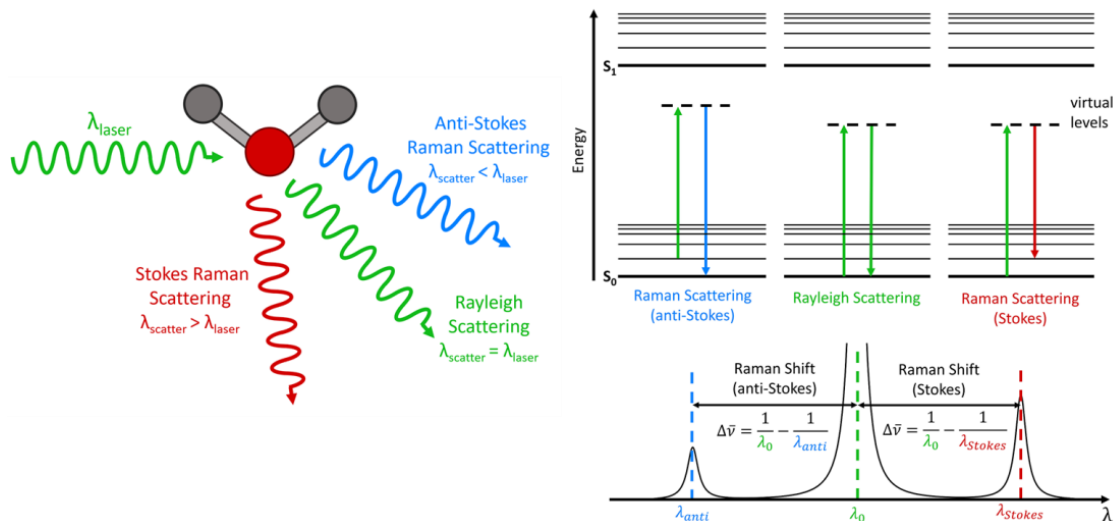 λlaser
Anti-Stokes
Raman Scattering
λscatter < λlaser
Stokes Raman
Scattering
λscatter > λlaser
Rayleigh
Scattering
λscatter = λlaser
Energy
S1
S0
virtual
levels
Raman Scattering
(anti-Stokes)
Rayleigh Scattering
Raman Scattering
(Stokes)
Raman Shift
(anti-Stokes)
Δν̄ = 1/λ0 − 1/λanti
Raman Shift
(Stokes)
Δν̄ = 1/λ0 − 1/λStokes
λanti
λ0
λStokes
λ